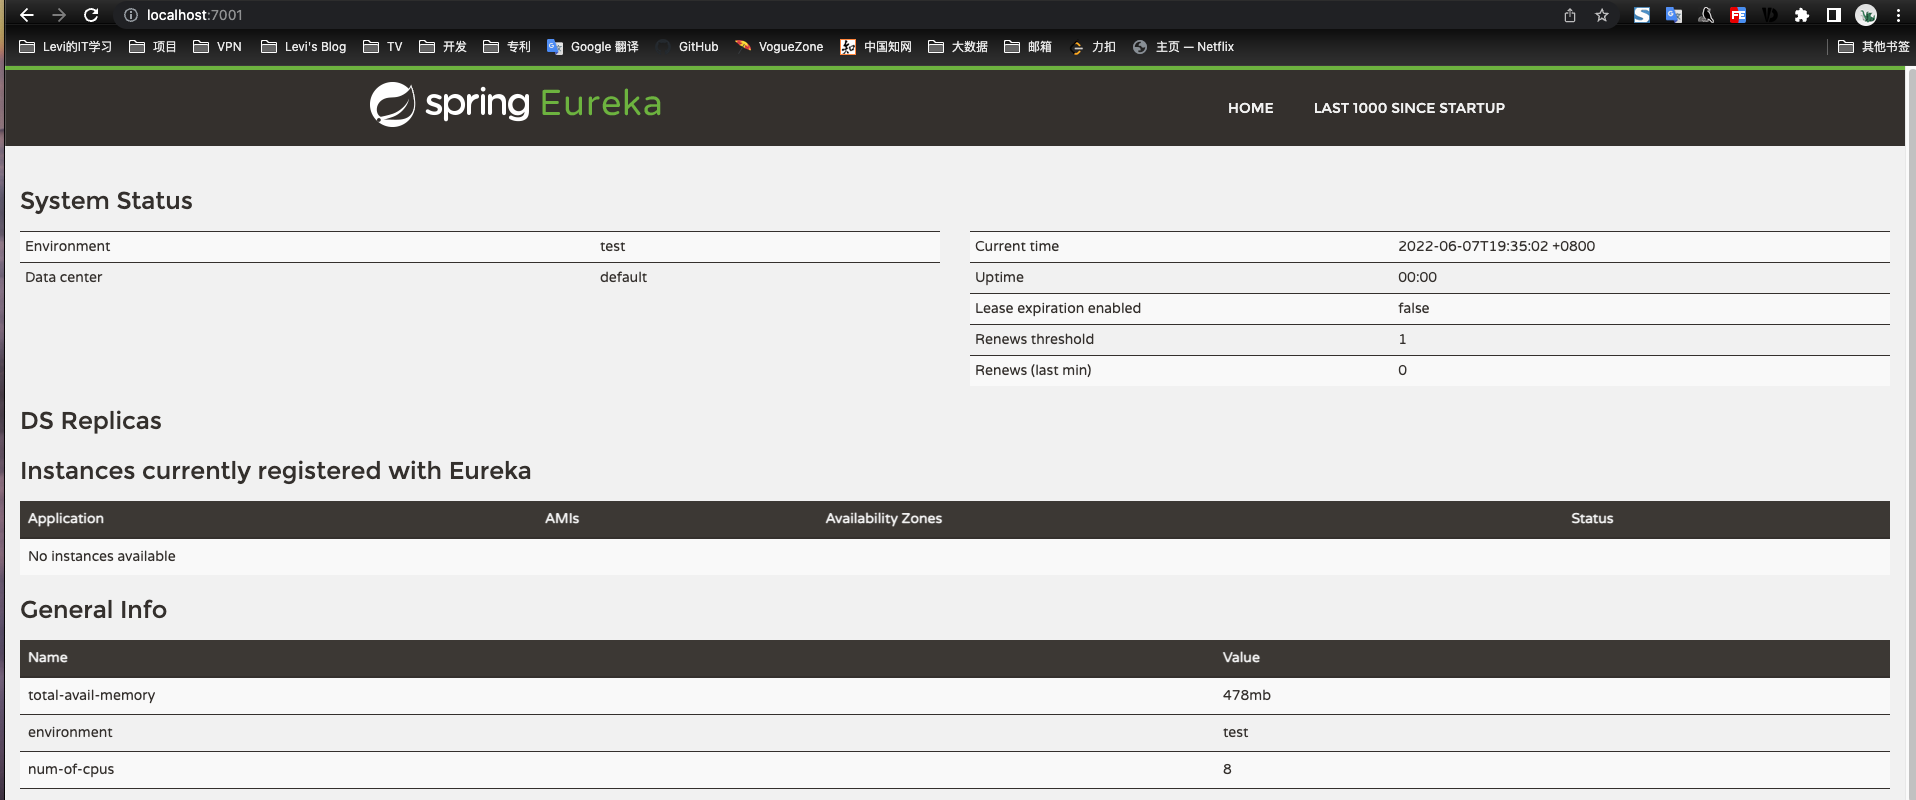 localhost:7001
Levi的IT学习 项目 VPN Levi's Blog TV 开发 专利 Google 翻译 GitHub VogueZone 中国知网 大数据 邮箱 力扣 主页 — Netflix 其他书签
spring Eureka HOME LAST 1000 SINCE STARTUP
System Status
Environment test Current time 2022-06-07T19:35:02 +0800
Data center default Uptime 00:00
Lease expiration enabled false
Renews threshold 1
Renews (last min) 0
DS Replicas
Instances currently registered with Eureka
Application AMIs Availability Zones Status
No instances available
General Info
Name Value
total-avail-memory 478mb
environment test
num-of-cpus 8